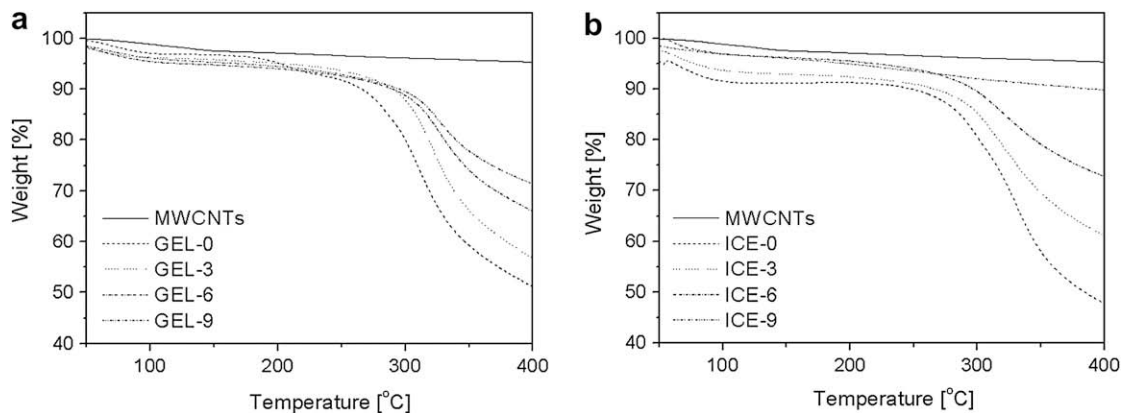 a
100
90
80
70
60
50
40
Weight [%]
MWCNTs
GEL-0
GEL-3
GEL-6
GEL-9
100
200
300
400
Temperature [°C]
b
100
90
80
70
60
50
40
Weight [%]
MWCNTs
ICE-0
ICE-3
ICE-6
ICE-9
100
200
300
400
Temperature [°C]